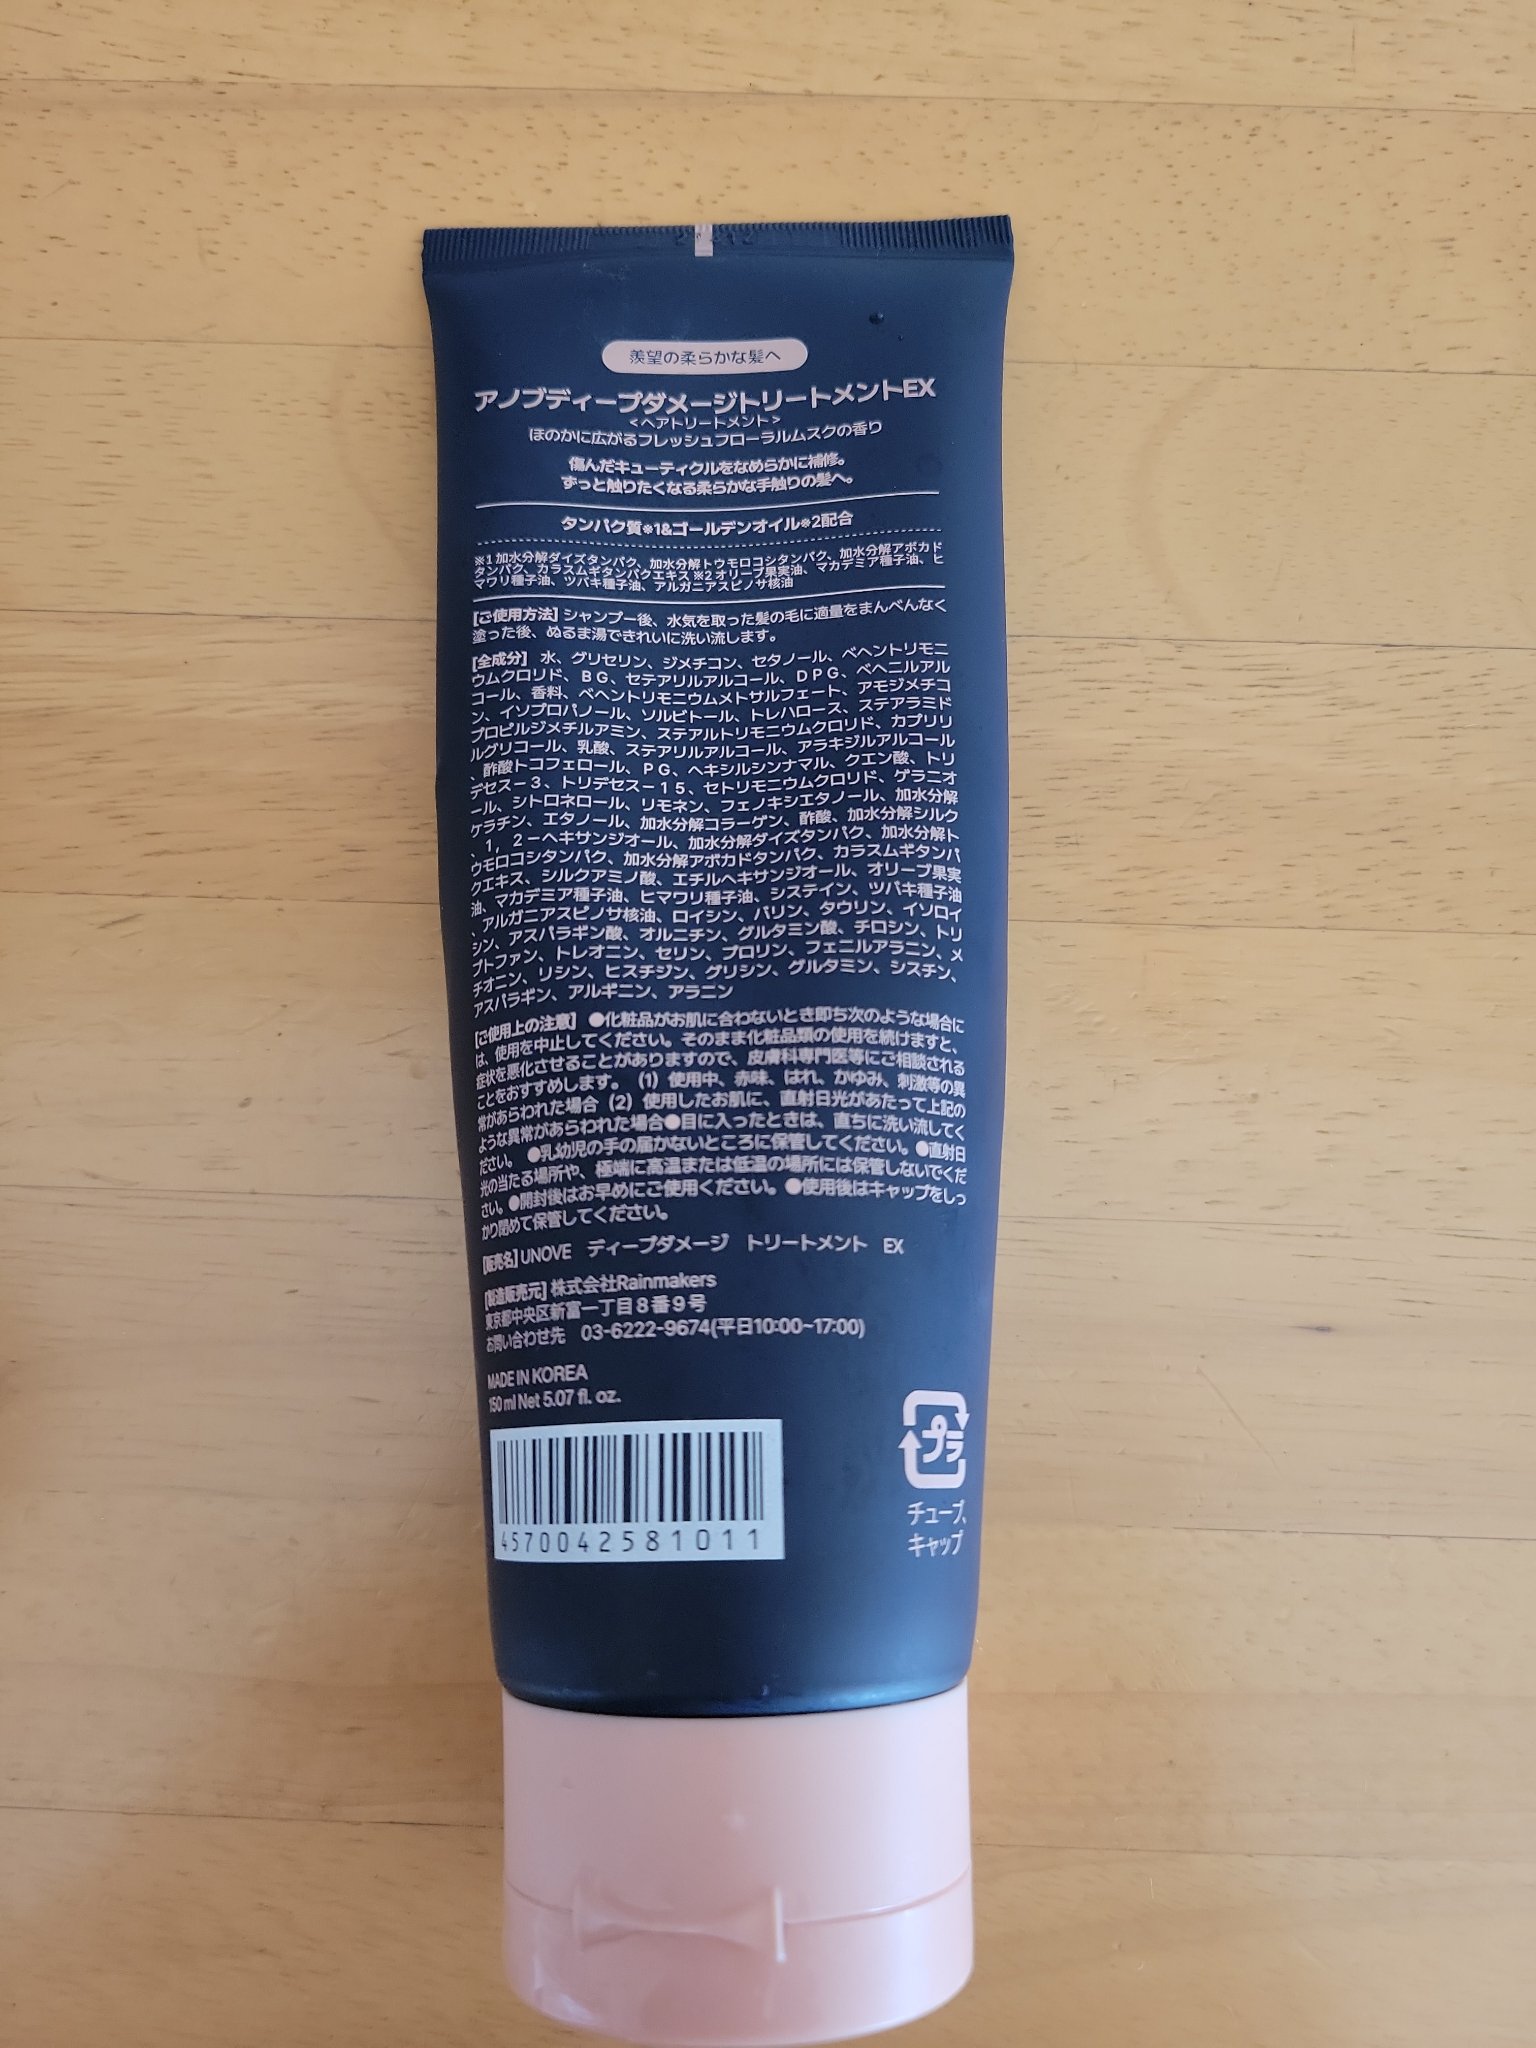 羨望の柔らかな髪へ
アノブディープダメージトリートメントEX
<ヘアトリートメント>
ほのかに広がるフレッシュフローラルムスクの香り
傷んだキューティクルをなめらかに補修。
ずっと触りたくなる柔らかな手触りの髪へ。
タンパク質※1&ゴールデンオイル※2配合
※1 加水分解ダイズタンパク、加水分解トウモロコシタンパク、加水分解アボカド
タンパク、カラスムギタンパクエキス ※2 オリーブ果実油、マカデミア種子油、ヒ
マワリ種子油、ツバキ種子油、アルガニアスピノサ核油
[ご使用方法] シャンプー後、水気を取った髪の毛に適量をまんべんなく
塗った後、ぬるま湯できれいに洗い流します。
[全成分] 水、グリセリン、ジメチコン、セタノール、ベヘントリモニ
ウムクロリド、BG、セテアリルアルコール、DPG、ベヘニルアル
コール、香料、ベヘントリモニウムメトサルフェート、アモジメチコ
ン、イソプロパノール、ソルビトール、トレハロース、ステアラミド
プロピルジメチルアミン、ステアルトリモニウムクロリド、カプリリ
ルグリコール、乳酸、ステアリルアルコール、アラキジルアルコール
、酢酸トコフェロール、PG、ヘキシルシンナマル、クエン酸、トリ
デセス－3、トリデセス－15、セトリモニウムクロリド、ゲラニオ
ール、シトロネロール、リモネン、フェノキシエタノール、加水分解
ケラチン、エタノール、加水分解コラーゲン、酢酸、加水分解シルク
、1，2－ヘキサンジオール、加水分解ダイズタンパク、加水分解ト
ウモロコシタンパク、加水分解アボカドタンパク、カラスムギタンパ
クエキス、シルクアミノ酸、エチルヘキサンジオール、オリーブ果実
油、マカデミア種子油、ヒマワリ種子油、システイン、ツバキ種子油
、アルガニアスピノサ核油、ロイシン、バリン、タウリン、イソロイ
シン、アスパラギン酸、オルニチン、グルタミン酸、チロシン、トリ
プトファン、トレオニン、セリン、プロリン、フェニルアラニン、メ
チオニン、リシン、ヒスチジン、グリシン、グルタミン、シスチン、
アスパラギン、アルギニン、アラニン
[ご使用上の注意] ●化粧品がお肌に合わないとき即ち次のような場合に
は、使用を中止してください。そのまま化粧品類の使用を続けますと、
症状を悪化させることがありますので、皮膚科専門医等にご相談される
ことをおすすめします。 (1) 使用中、赤味、はれ、かゆみ、刺激等の異
常があらわれた場合 (2) 使用したお肌に、直射日光があたって上記の
ような異常があらわれた場合●目に入ったときは、直ちに洗い流してく
ださい。 ●乳幼児の手の届かないところに保管してください。●直射日
光の当たる場所や、極端に高温または低温の場所には保管しないでくだ
さい。●開封後はお早めにご使用ください。●使用後はキャップをしっ
かり閉めて保管してください。
[販売名] UNOVE ディープダメージ トリートメント EX
[製造販売元] 株式会社Rainmakers
東京都中央区新富一丁目8番9号
お問い合わせ先 03-6222-9674(平日10:00~17:00)
MADE IN KOREA
150 ml Net 5.07 fl. oz.
プラ
チューブ、
キャップ
4570042581011